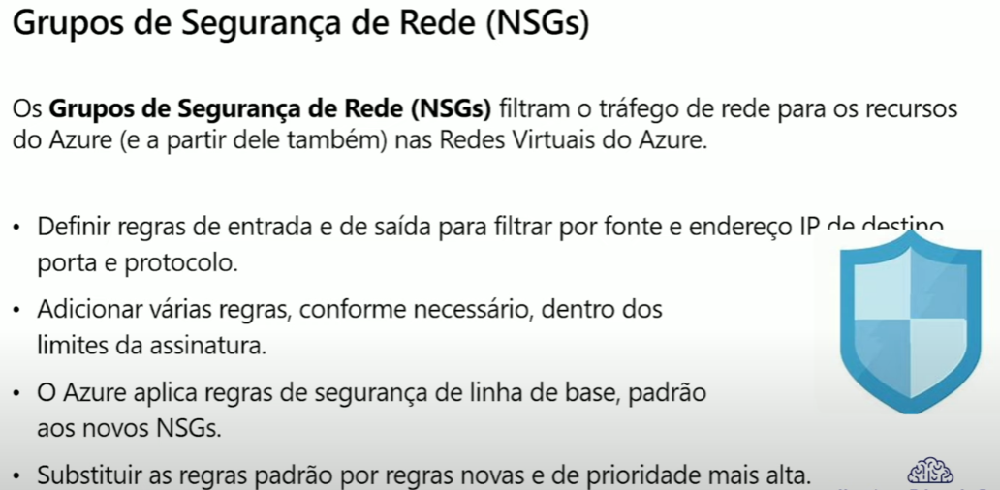 Grupos de Segurança de Rede (NSGs)
Os Grupos de Segurança de Rede (NSGs) filtram o tráfego de rede para os recursos
do Azure (e a partir dele também) nas Redes Virtuais do Azure.
• Definir regras de entrada e de saída para filtrar por fonte e endereço IP de destino
porta e protocolo.
• Adicionar várias regras, conforme necessário, dentro dos
limites da assinatura.
• O Azure aplica regras de segurança de linha de base, padrão
aos novos NSGs.
• Substituir as regras padrão por regras novas e de prioridade mais alta.